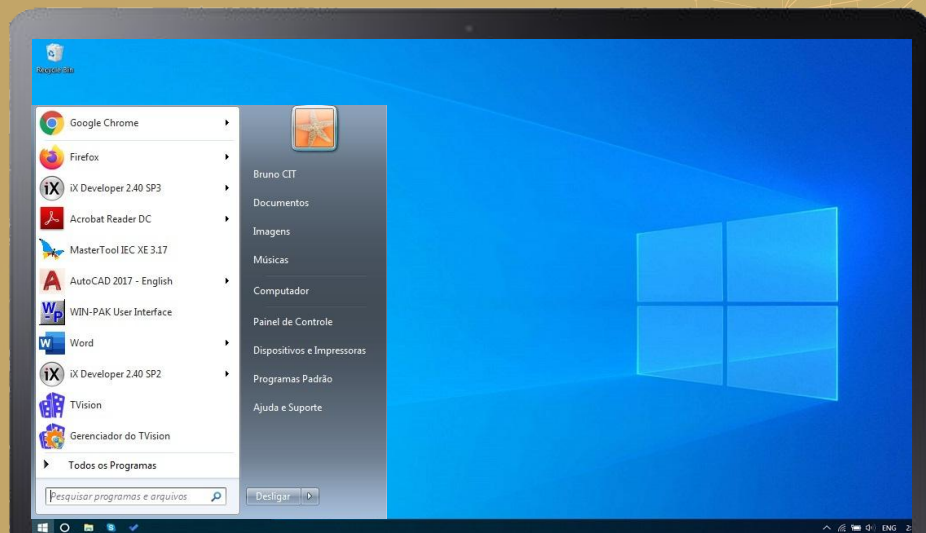 Recycle Bin
Google Chrome
Firefox
iX Developer 2.40 SP3
Acrobat Reader DC
MasterTool IEC XE 3.17
AutoCAD 2017 - English
WIN-PAK User Interface
Word
iX Developer 2.40 SP2
TVision
Gerenciador do TVision
Todos os Programas
Pesquisar programas e arquivos
Bruno CIT
Documentos
Imagens
Músicas
Computador
Painel de Controle
Dispositivos e Impressoras
Programas Padrão
Ajuda e Suporte
Desligar
ENG